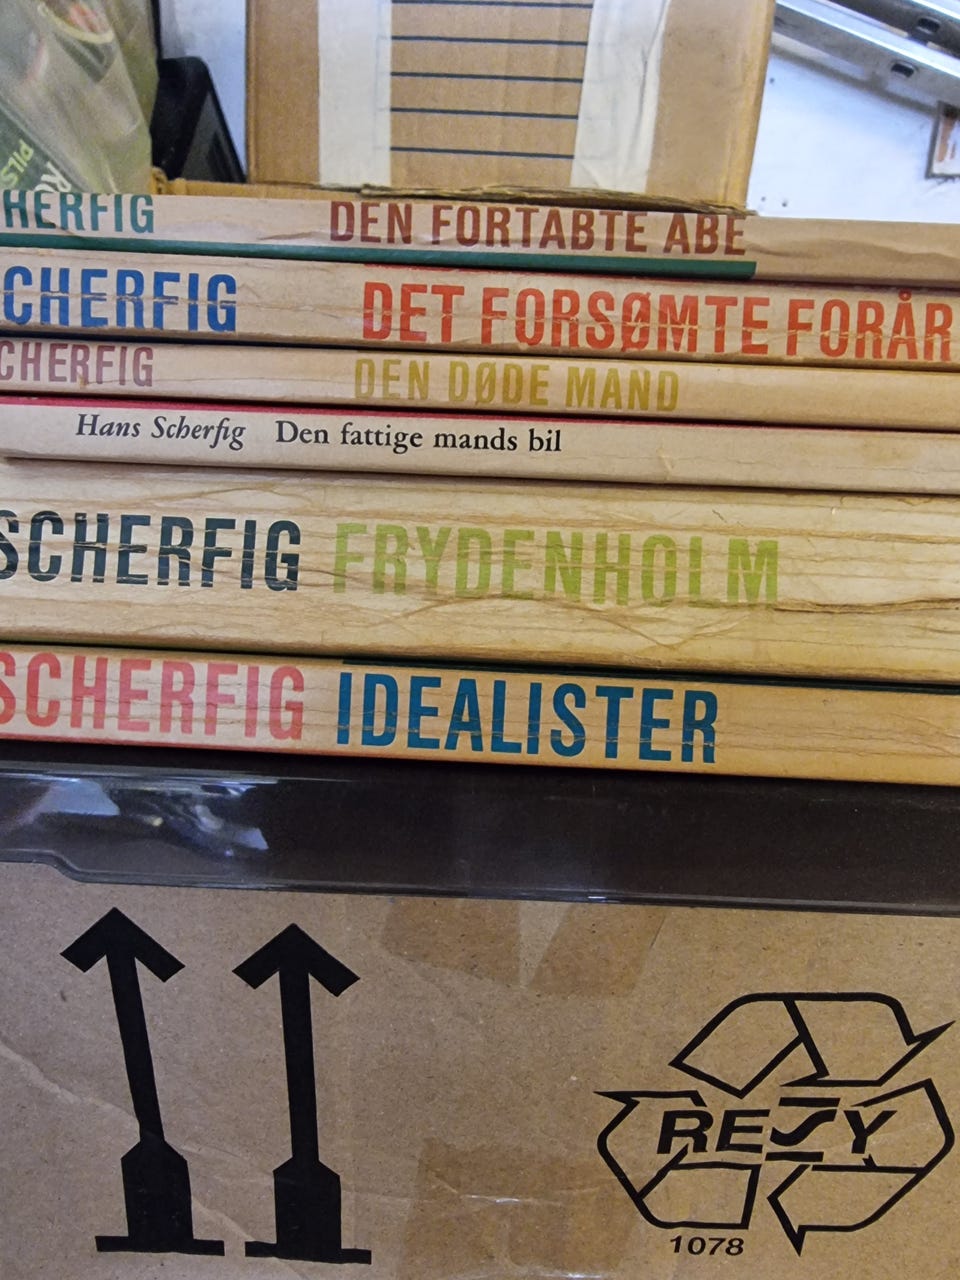 HERFIG DEN FORTABTE ABE
CHERFIG DET FORSØMTE FORÅR
CHERFIG DEN DØDE MAND
Hans Scherfig Den fattige mands bil
SCHERFIG FRYDENHOLM
SCHERFIG IDEALISTER
RESY
1078